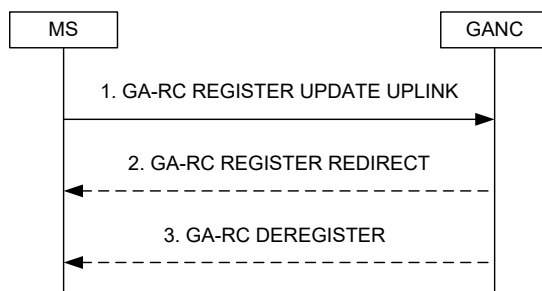 MS
GANC
1. GA-RC REGISTER UPDATE UPLINK
2. GA-RC REGISTER REDIRECT
3. GA-RC DEREGISTER